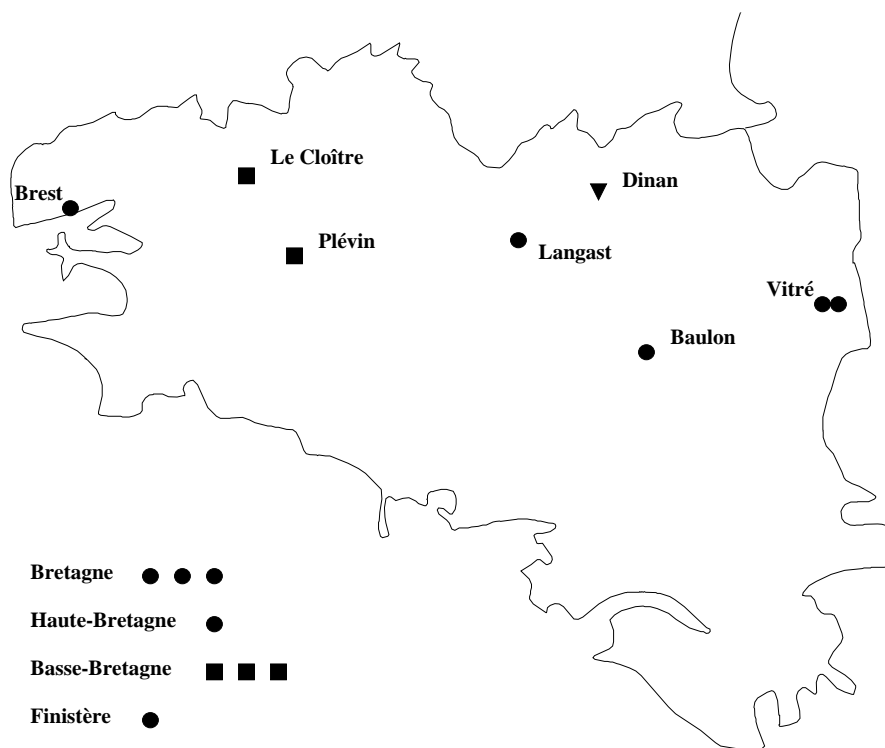 Le Cloître
Dinan
Brest
Plévin
Langast
Vitré
Baulon
Bretagne
Haute-Bretagne
Basse-Bretagne
Finistère